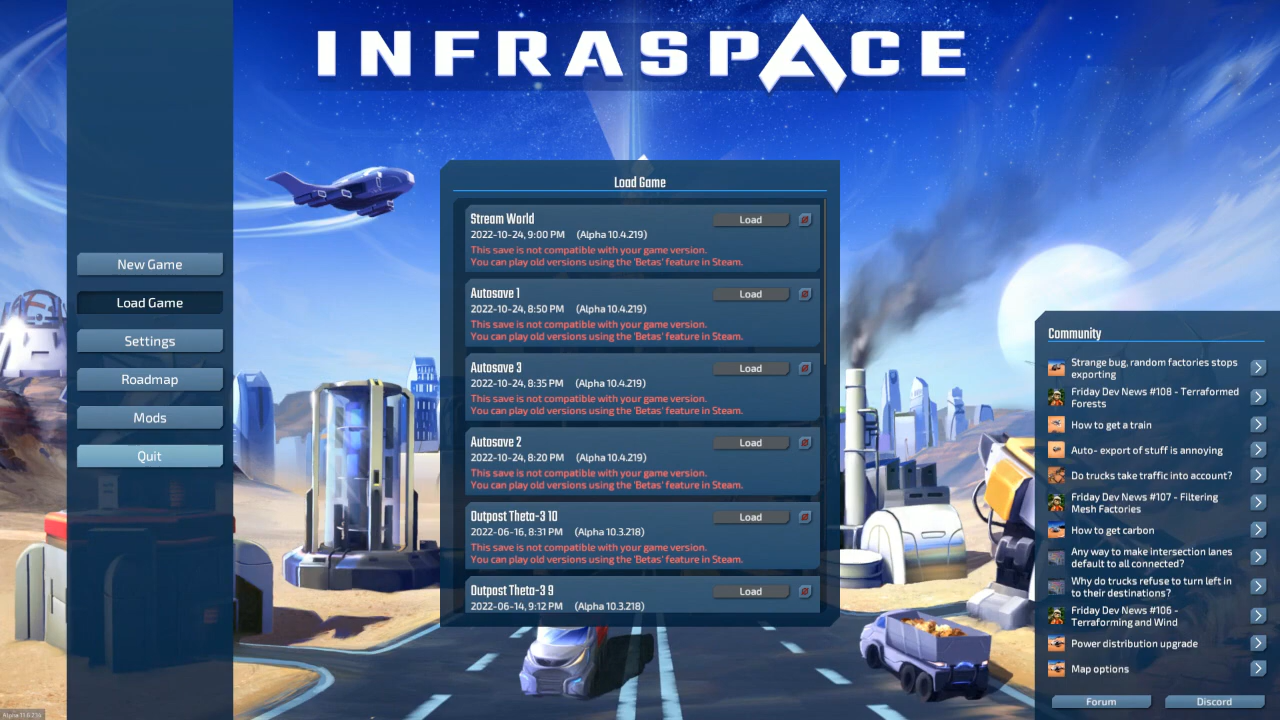 INFRASPACE
New Game
Load Game
Settings
Roadmap
Mods
Quit
Load Game
Stream World
Load
2022-10-24, 9:00 PM (Alpha 10.4.219)
This save is not compatible with your game version.
You can play old versions using the 'Betas' feature in Steam.
Autosave 1
Load
2022-10-24, 8:50 PM (Alpha 10.4.219)
This save is not compatible with your game version.
You can play old versions using the 'Betas' feature in Steam.
Autosave 3
Load
2022-10-24, 8:35 PM (Alpha 10.4.219)
This save is not compatible with your game version.
You can play old versions using the 'Betas' feature in Steam.
Autosave 2
Load
2022-10-24, 8:20 PM (Alpha 10.4.219)
This save is not compatible with your game version.
You can play old versions using the 'Betas' feature in Steam.
Outpost Theta-3 10
Load
2022-06-16, 8:31 PM (Alpha 10.3.218)
This save is not compatible with your game version.
You can play old versions using the 'Betas' feature in Steam.
Outpost Theta-3 9
Load
2022-06-14, 9:12 PM (Alpha 10.3.218)
Community
Strange bug, random factories stops
exporting
Friday Dev News #108 - Terraformed
Forests
How to get a train
Auto- export of stuff is annoying
Do trucks take traffic into account?
Friday Dev News #107 - Filtering
Mesh Factories
How to get carbon
Any way to make intersection lanes
default to all connected?
Why do trucks refuse to turn left in
to their destinations?
Friday Dev News #106 -
Terraforming and Wind
Power distribution upgrade
Map options
Forum
Discord